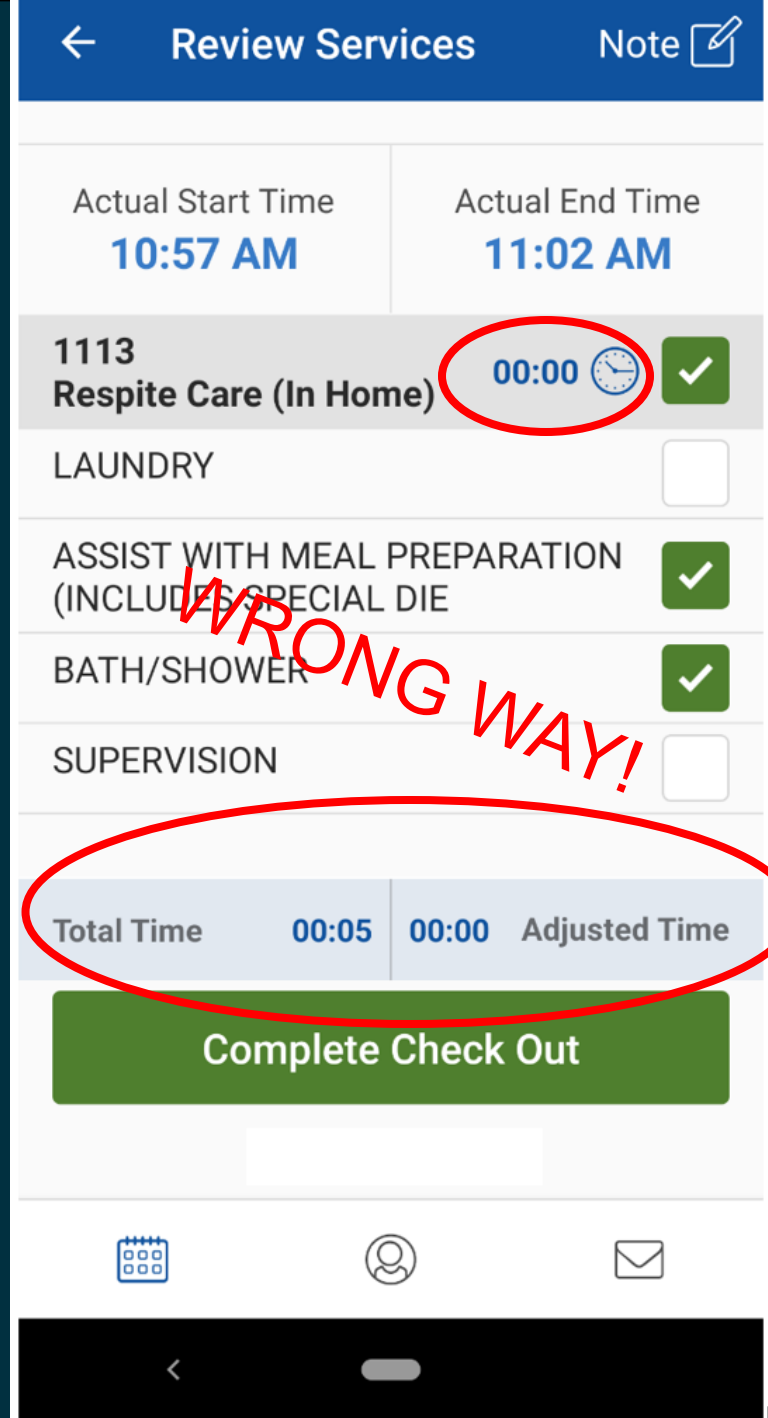 Review Services Note
Actual Start Time Actual End Time
10:57 AM 11:02 AM
1113
Respite Care (In Home) 00:00
LAUNDRY
ASSIST WITH MEAL PREPARATION
(INCLUDES SPECIAL DIE
BATH/SHOWER
SUPERVISION
WRONG WAY!
Total Time 00:05 00:00 Adjusted Time
Complete Check Out